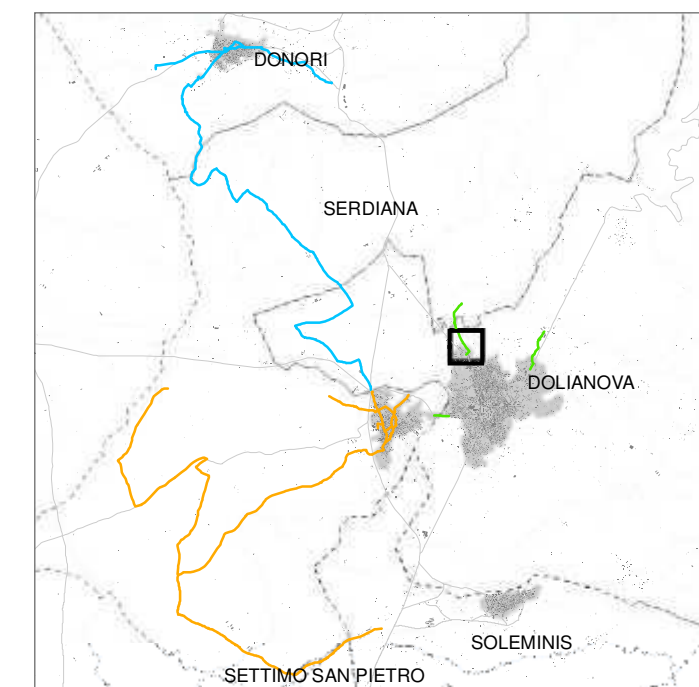 DONORI
SERDIANA
DOLIANOVA
SOLEMINIS
SETTIMO SAN PIETRO